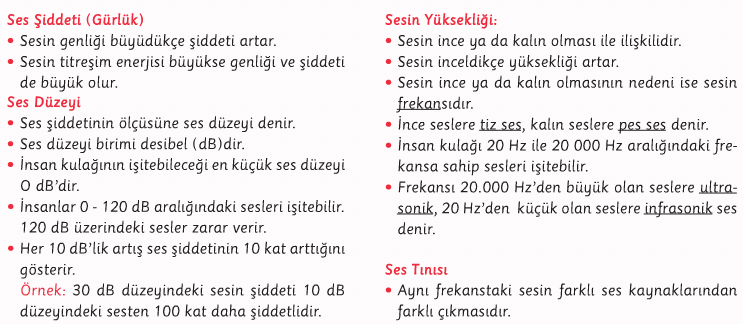 Ses Şiddeti (Gürlük)
• Sesin genliği büyüdükçe şiddeti artar.
• Sesin titreşim enerjisi büyükse genliği ve şiddeti
de büyük olur.
Ses Düzeyi
• Ses şiddetinin ölçüsüne ses düzeyi denir.
• Ses düzeyi birimi desibel (dB)dir.
• İnsan kulağının işitebileceği en küçük ses düzeyi
O dB'dir.
• İnsanlar 0 - 120 dB aralığındaki sesleri işitebilir.
120 dB üzerindeki sesler zarar verir.
• Her 10 dB'lik artış ses şiddetinin 10 kat arttığını
gösterir.
Örnek: 30 dB düzeyindeki sesin şiddeti 10 dB
düzeyindeki sesten 100 kat daha şiddetlidir.
Sesin Yüksekliği:
• Sesin ince ya da kalın olması ile ilişkilidir.
• Sesin inceldikçe yüksekliği artar.
• Sesin ince ya da kalın olmasının nedeni ise sesin
frekansıdır.
• İnce seslere tiz ses, kalın seslere pes ses denir.
• İnsan kulağı 20 Hz ile 20 000 Hz aralığındaki fre-
kansa sahip sesleri işitebilir.
• Frekansı 20.000 Hz'den büyük olan seslere ultra-
sonik, 20 Hz'den küçük olan seslere infrasonik ses
denir.
Ses Tınısı
• Aynı frekanstaki sesin farklı ses kaynaklarından
farklı çıkmasıdır.